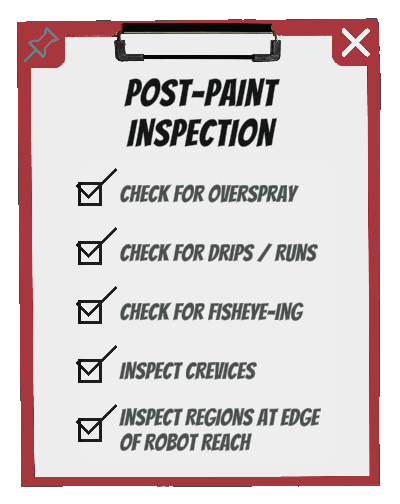 POST-PAINT
INSPECTION
CHECK FOR OVERSPRAY
CHECK FOR DRIPS / RUNS
CHECK FOR FISHEYE-ING
INSPECT CREVICES
INSPECT REGIONS AT EDGE
OF ROBOT REACH